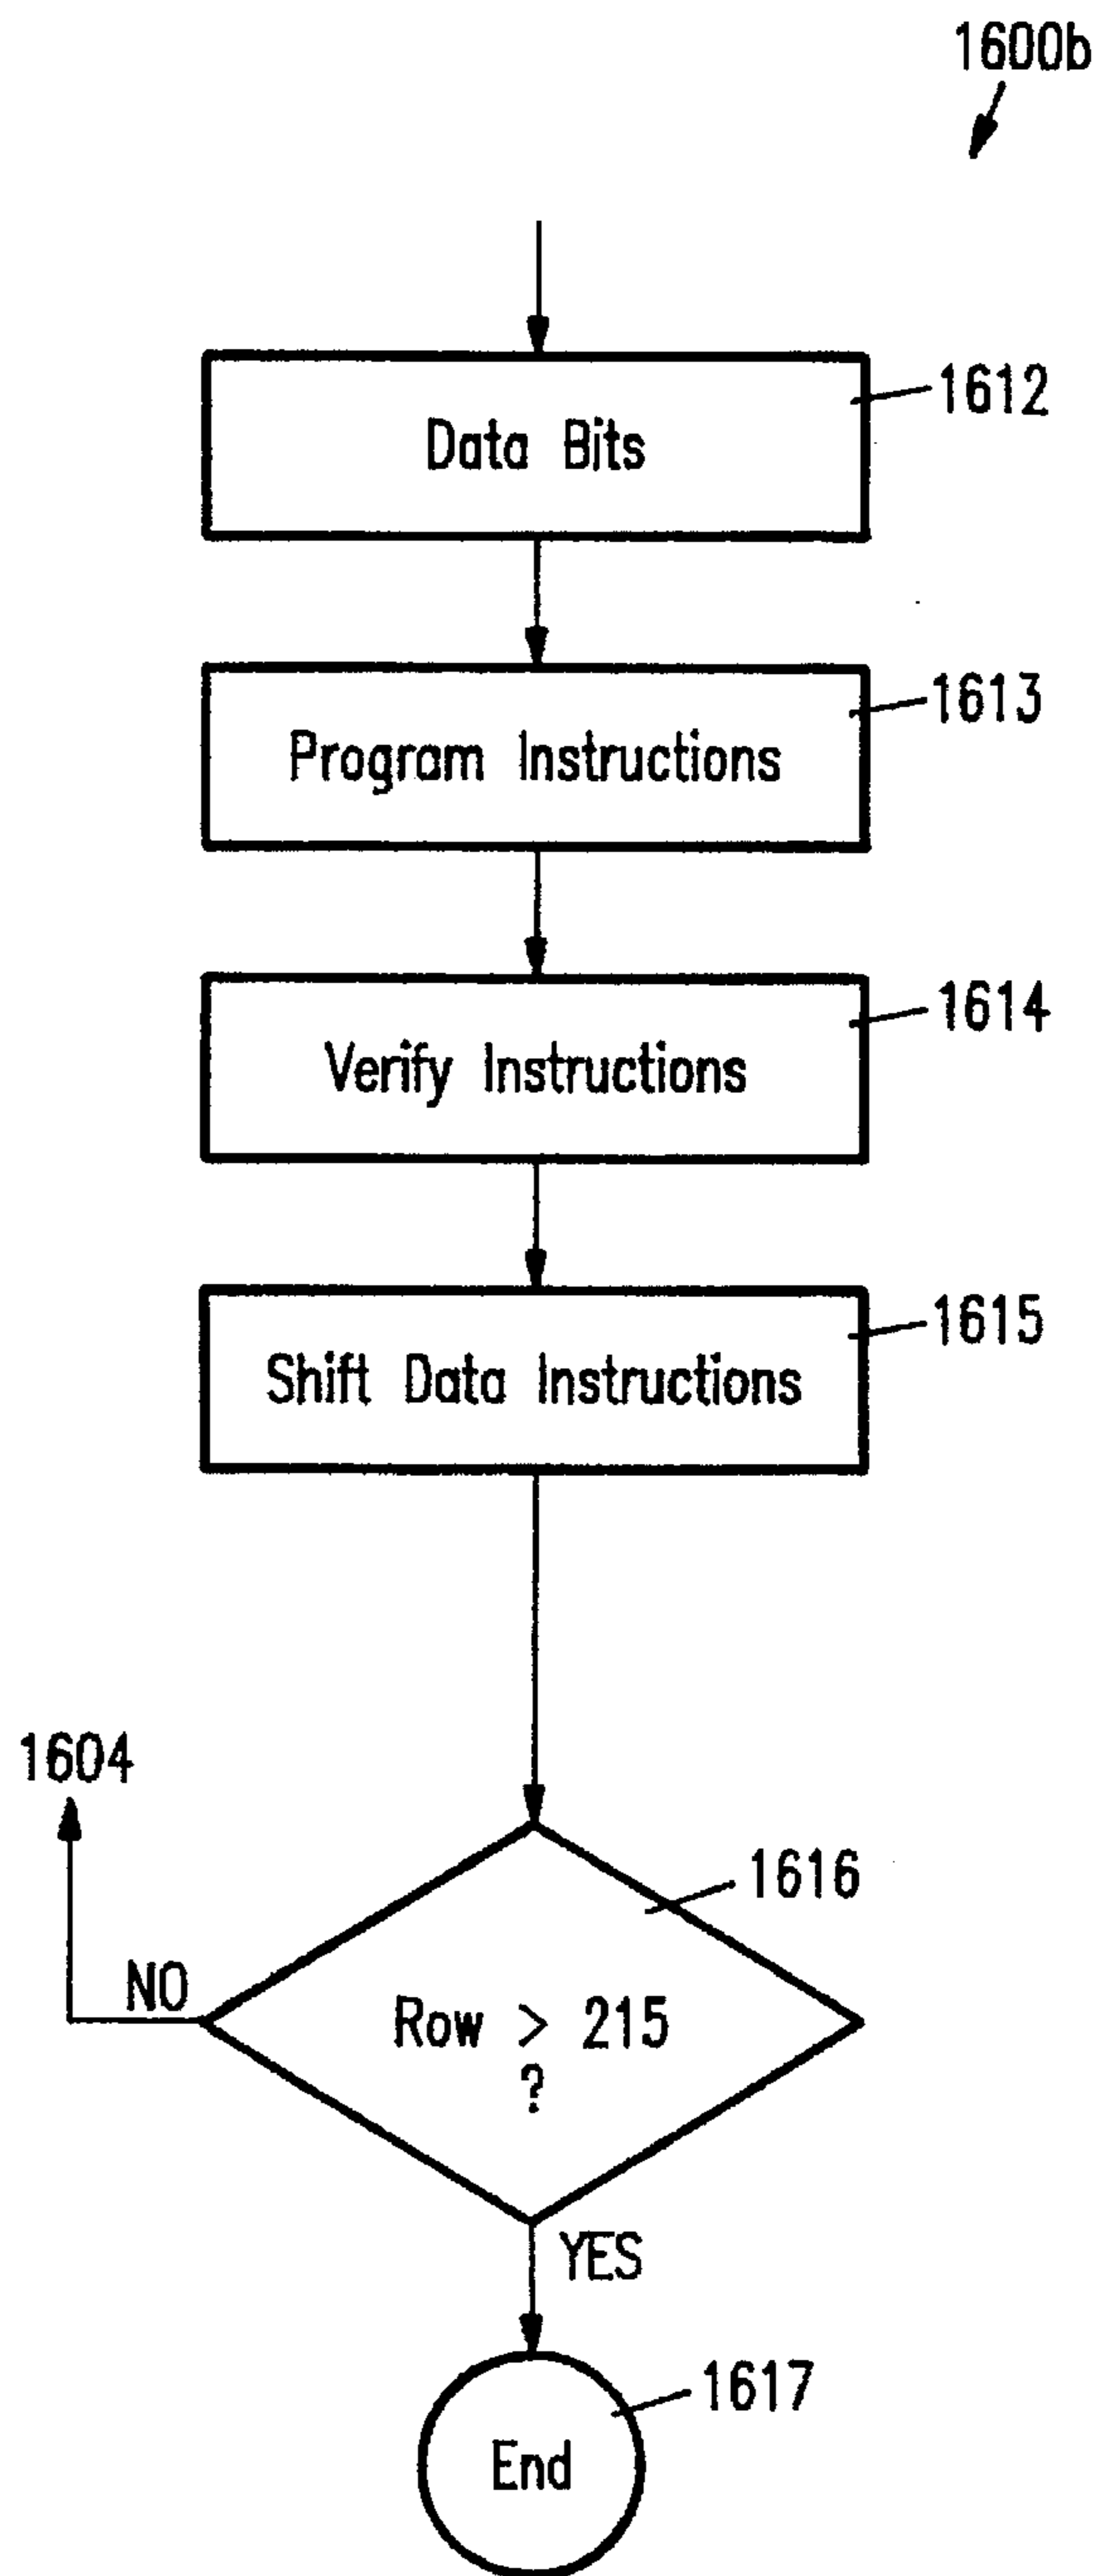 1600b
Data Bits
1612
Program Instructions
1613
Verify Instructions
1614
Shift Data Instructions
1615
1604
1616
NO
Row > 215
?
YES
1617
End